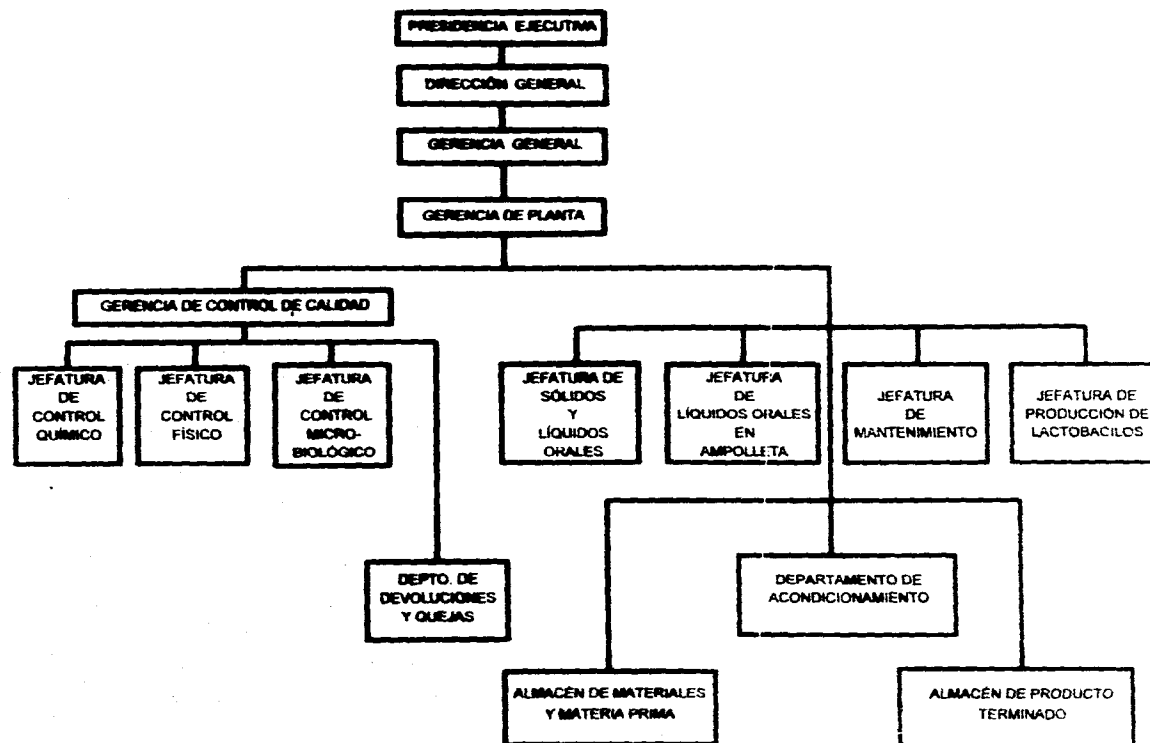 PRESIDENCIA EJECUTIVA
DIRECCIÓN GENERAL
GERENCIA GENERAL
GERENCIA DE PLANTA
GERENCIA DE CONTROL DE CALIDAD
JEFATURA
DE
CONTROL
QUÍMICO
JEFATURA
DE
CONTROL
FÍSICO
JEFATURA
DE
CONTROL
MICRO-
BIOLÓGICO
JEFATURA DE
SÓLIDOS
Y
LÍQUIDOS
ORALES
JEFATURA
DE
LÍQUIDOS ORALES
EN
AMPOLLETA
JEFATURA
DE
MANTENIMIENTO
JEFATURA DE
PRODUCCIÓN DE
LACTOBACILOS
DEPTO. DE
DEVOLUCIONES
Y QUEJAS
DEPARTAMENTO DE
ACONDICIONAMIENTO
ALMACÉN DE MATERIALES
Y MATERIA PRIMA
ALMACÉN DE PRODUCTO
TERMINADO